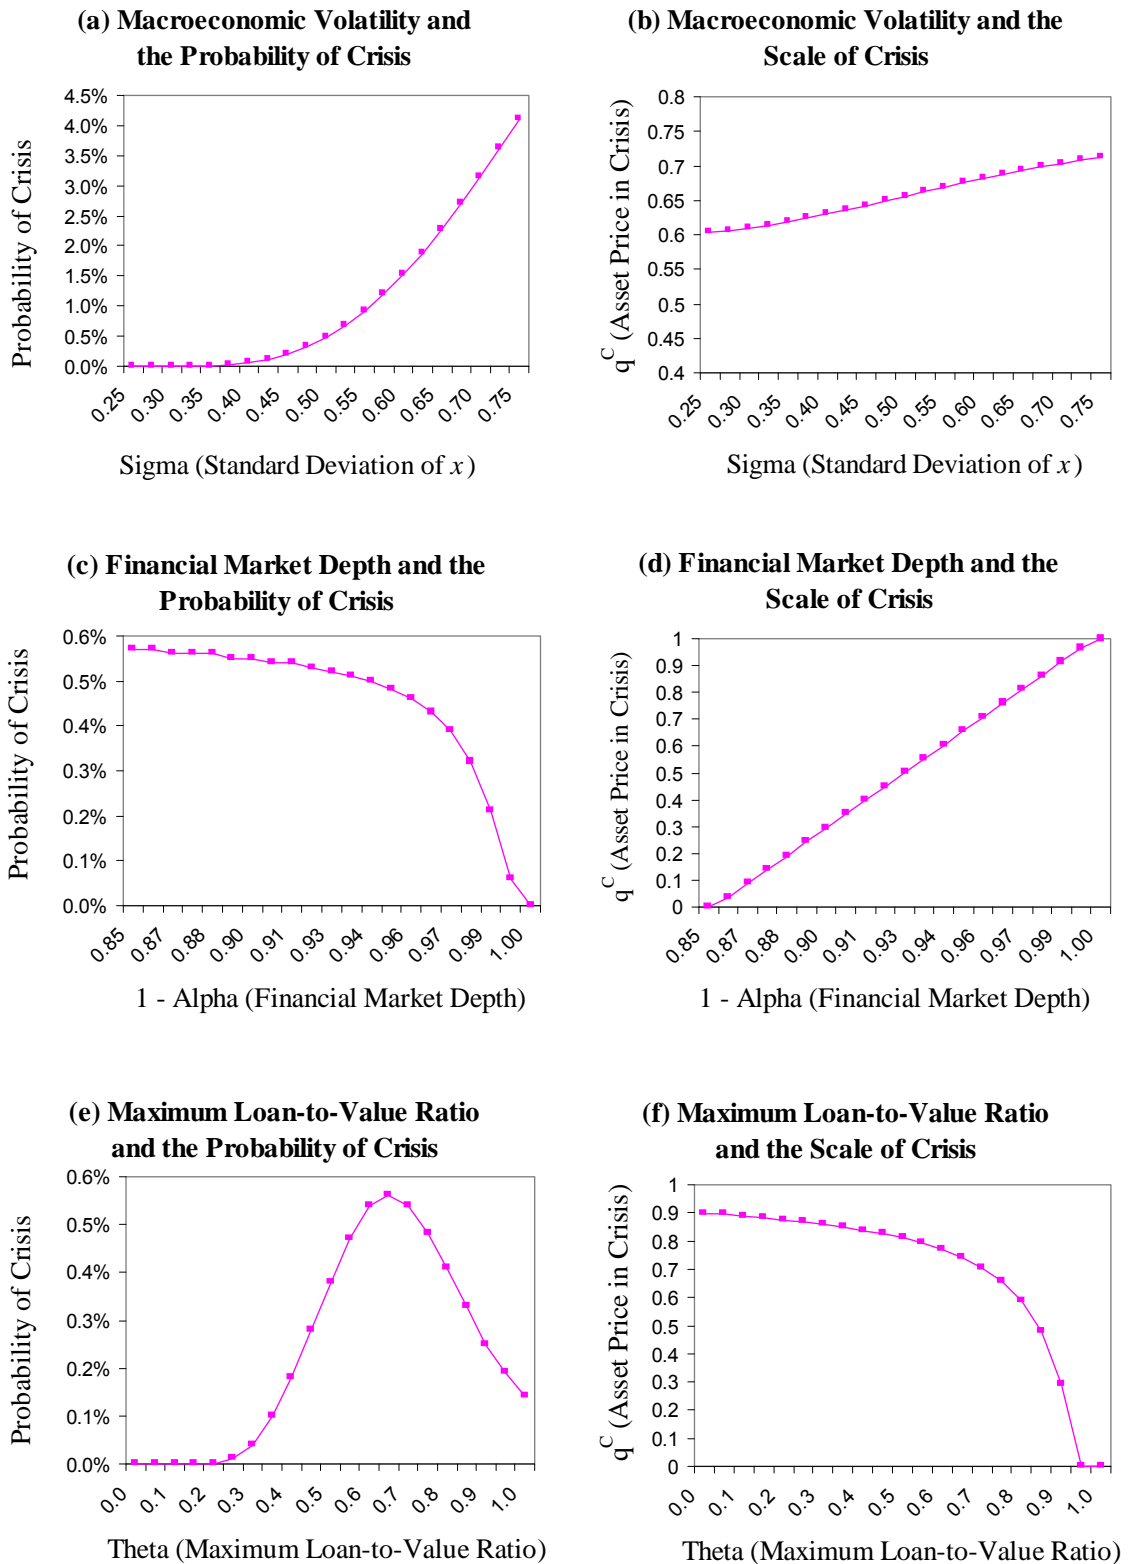 (a) Macroeconomic Volatility and
the Probability of Crisis
Probability of Crisis
4.5%
4.0%
3.5%
3.0%
2.5%
2.0%
1.5%
1.0%
0.5%
0.0%
0.25 0.30 0.35 0.40 0.45 0.50 0.55 0.60 0.65 0.70 0.75
Sigma (Standard Deviation of x)
(b) Macroeconomic Volatility and the
Scale of Crisis
q^C (Asset Price in Crisis)
0.8
0.75
0.7
0.65
0.6
0.55
0.5
0.45
0.4
0.25 0.30 0.35 0.40 0.45 0.50 0.55 0.60 0.65 0.70 0.75
Sigma (Standard Deviation of x)
(c) Financial Market Depth and the
Probability of Crisis
Probability of Crisis
0.6%
0.5%
0.4%
0.3%
0.2%
0.1%
0.0%
0.85 0.87 0.88 0.90 0.91 0.93 0.94 0.96 0.97 0.99 1.00
1 - Alpha (Financial Market Depth)
(d) Financial Market Depth and the
Scale of Crisis
q^C (Asset Price in Crisis)
1
0.9
0.8
0.7
0.6
0.5
0.4
0.3
0.2
0.1
0
0.85 0.87 0.88 0.90 0.91 0.93 0.94 0.96 0.97 0.99 1.00
1 - Alpha (Financial Market Depth)
(e) Maximum Loan-to-Value Ratio
and the Probability of Crisis
Probability of Crisis
0.6%
0.5%
0.4%
0.3%
0.2%
0.1%
0.0%
0.0 0.1 0.2 0.2 0.4 0.5 0.6 0.7 0.7 0.9 1.0
Theta (Maximum Loan-to-Value Ratio)
(f) Maximum Loan-to-Value Ratio
and the Scale of Crisis
q^C (Asset Price in Crisis)
1
0.9
0.8
0.7
0.6
0.5
0.4
0.3
0.2
0.1
0
0.0 0.1 0.2 0.2 0.4 0.5 0.6 0.7 0.7 0.9 1.0
Theta (Maximum Loan-to-Value Ratio)